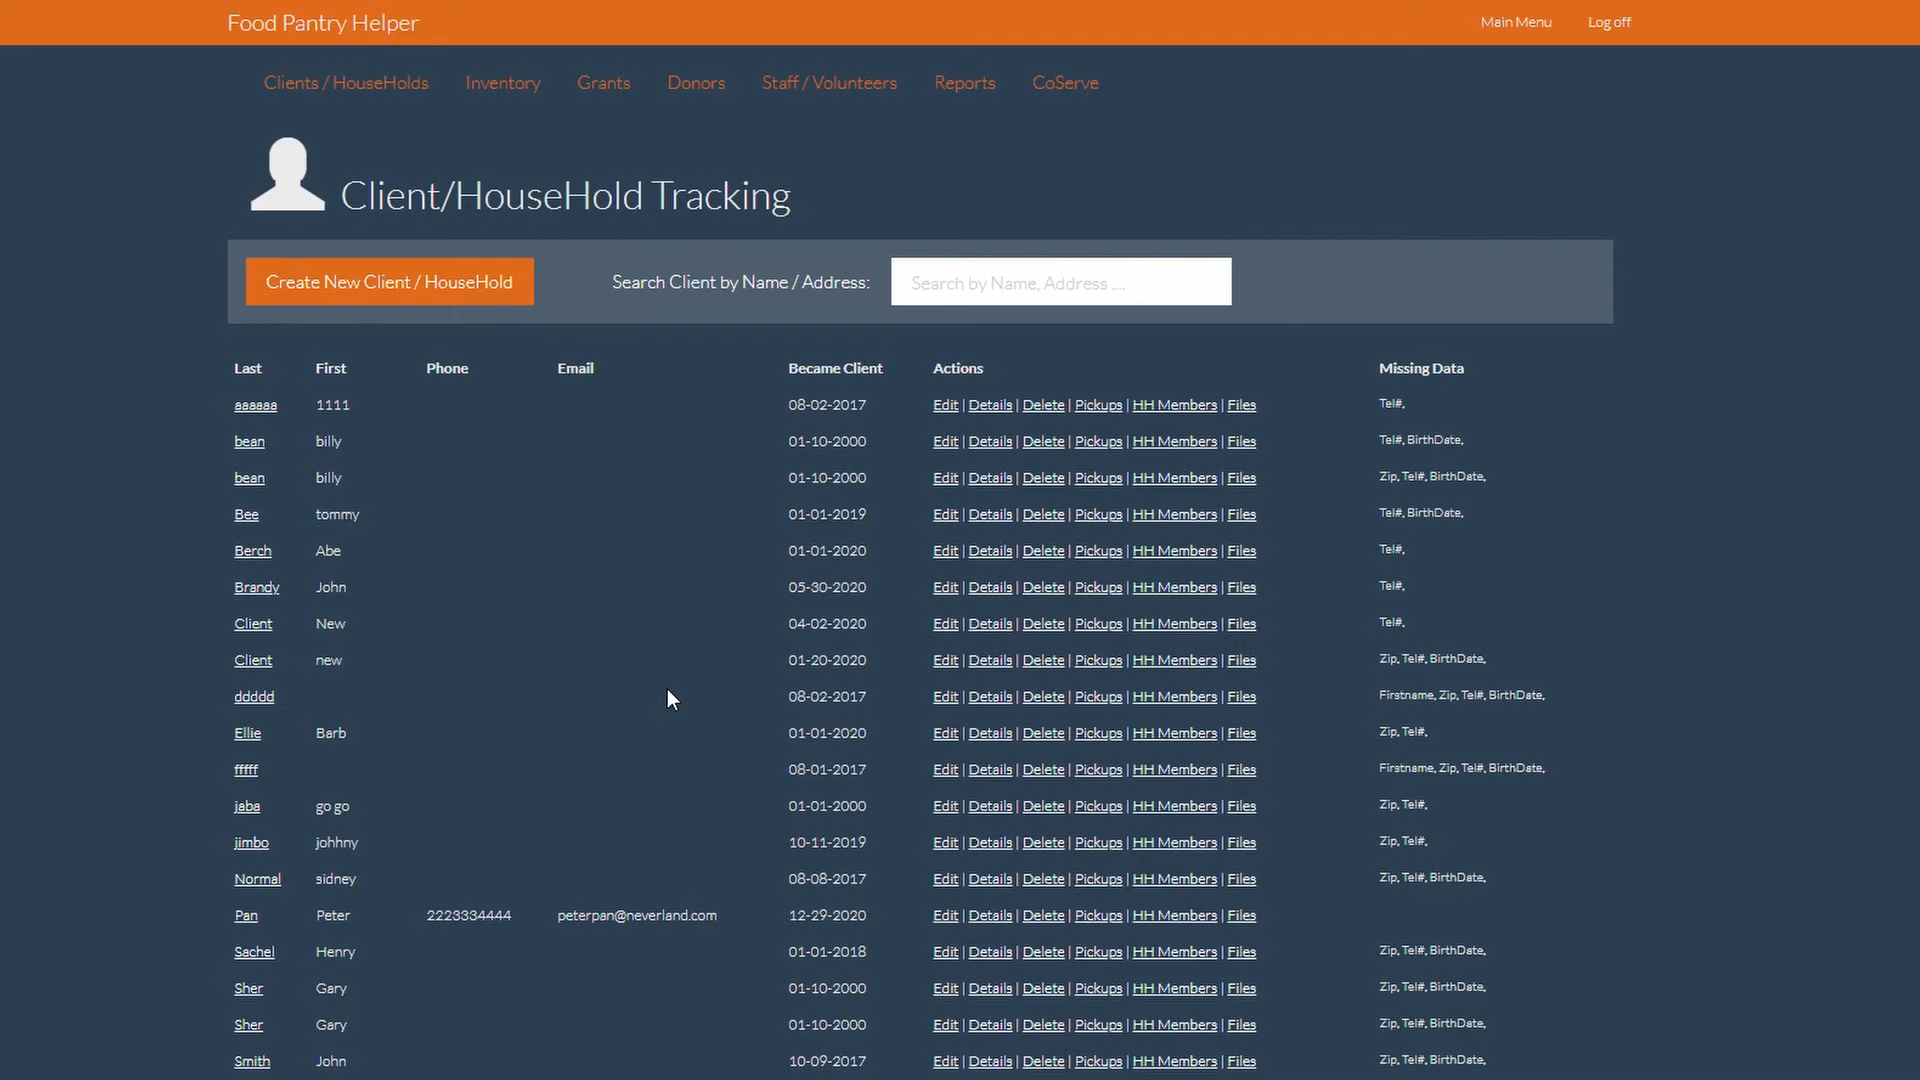 Food Pantry Helper Main Menu Log off
Clients / HouseHolds Inventory Grants Donors Staff / Volunteers Reports CoServe
Client/HouseHold Tracking
Create New Client / HouseHold Search Client by Name / Address: Search by Name, Address ....
Last First Phone Email Became Client Actions Missing Data
aaaaaa 1111 08-02-2017 Edit | Details | Delete | Pickups | HH Members | Files Tel#,
bean billy 01-10-2000 Edit | Details | Delete | Pickups | HH Members | Files Tel#, BirthDate,
bean billy 01-10-2000 Edit | Details | Delete | Pickups | HH Members | Files Zip, Tel#, BirthDate,
Bee tommy 01-01-2019 Edit | Details | Delete | Pickups | HH Members | Files Tel#, BirthDate,
Berch Abe 01-01-2020 Edit | Details | Delete | Pickups | HH Members | Files Tel#,
Brandy John 05-30-2020 Edit | Details | Delete | Pickups | HH Members | Files Tel#,
Client New 04-02-2020 Edit | Details | Delete | Pickups | HH Members | Files Tel#,
Client new 01-20-2020 Edit | Details | Delete | Pickups | HH Members | Files Zip, Tel#, BirthDate,
ddddd 08-02-2017 Edit | Details | Delete | Pickups | HH Members | Files Firstname, Zip, Tel#, BirthDate,
Ellie Barb 01-01-2020 Edit | Details | Delete | Pickups | HH Members | Files Zip, Tel#,
fffff 08-01-2017 Edit | Details | Delete | Pickups | HH Members | Files Firstname, Zip, Tel#, BirthDate,
jaba go go 01-01-2000 Edit | Details | Delete | Pickups | HH Members | Files Zip, Tel#,
jimbo johhny 10-11-2019 Edit | Details | Delete | Pickups | HH Members | Files Zip, Tel#,
Normal sidney 08-08-2017 Edit | Details | Delete | Pickups | HH Members | Files Zip, Tel#, BirthDate,
Pan Peter 2223334444 peterpan@neverland.com 12-29-2020 Edit | Details | Delete | Pickups | HH Members | Files
Sachel Henry 01-01-2018 Edit | Details | Delete | Pickups | HH Members | Files Zip, Tel#, BirthDate,
Sher Gary 01-10-2000 Edit | Details | Delete | Pickups | HH Members | Files Zip, Tel#, BirthDate,
Sher Gary 01-10-2000 Edit | Details | Delete | Pickups | HH Members | Files Zip, Tel#, BirthDate,
Smith John 10-09-2017 Edit | Details | Delete | Pickups | HH Members | Files Zip, Tel#, BirthDate,